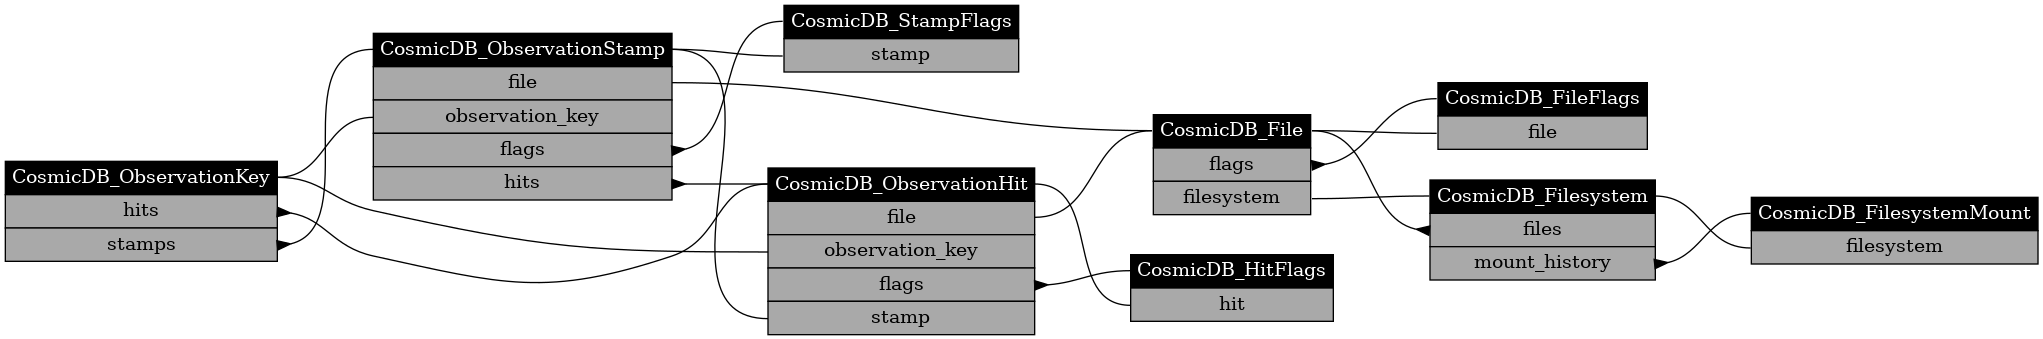 CosmicDB_ObservationKey
hits
stamps
CosmicDB_ObservationStamp
file
observation_key
flags
hits
CosmicDB_StampFlags
stamp
CosmicDB_ObservationHit
file
observation_key
flags
stamp
CosmicDB_File
flags
filesystem
CosmicDB_HitFlags
hit
CosmicDB_FileFlags
file
CosmicDB_Filesystem
files
mount_history
CosmicDB_FilesystemMount
filesystem